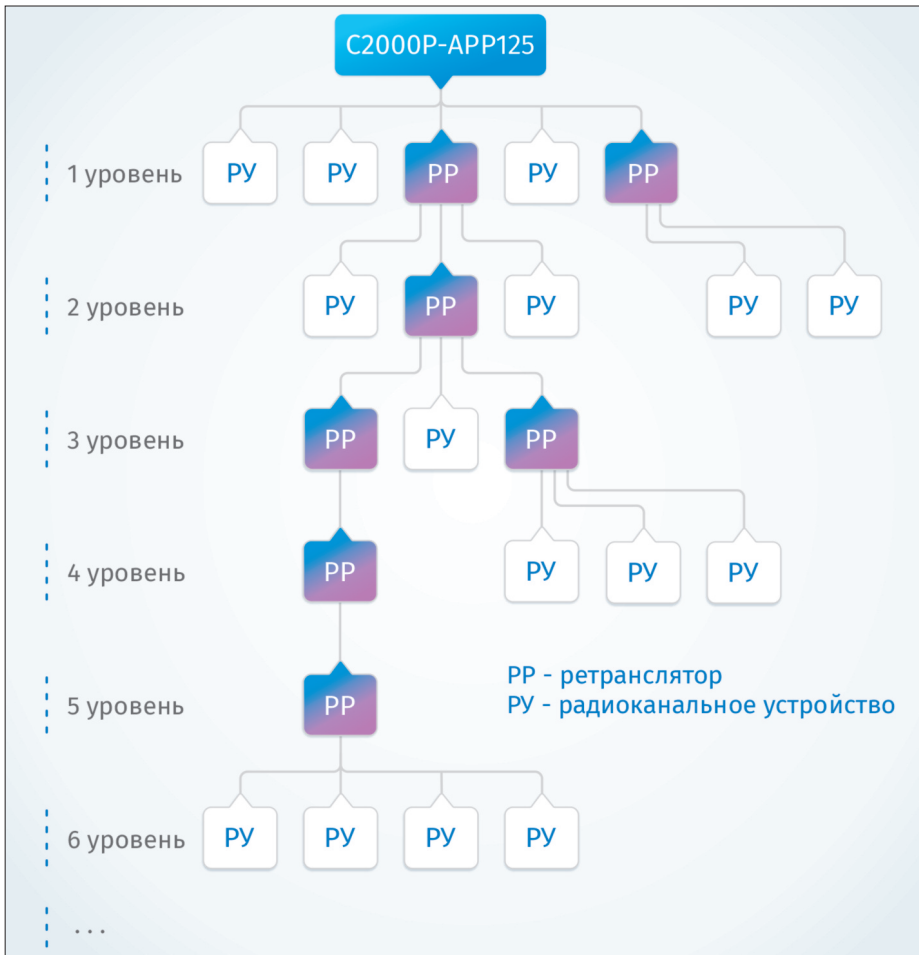 С2000Р-АРР125
1 уровень РУ РУ РР РУ РР
2 уровень РУ РР РУ РУ РУ
3 уровень РР РУ РР
4 уровень РР РУ РУ РУ
РР - ретранслятор
5 уровень РР РУ - радиоканальное устройство
6 уровень РУ РУ РУ РУ
...